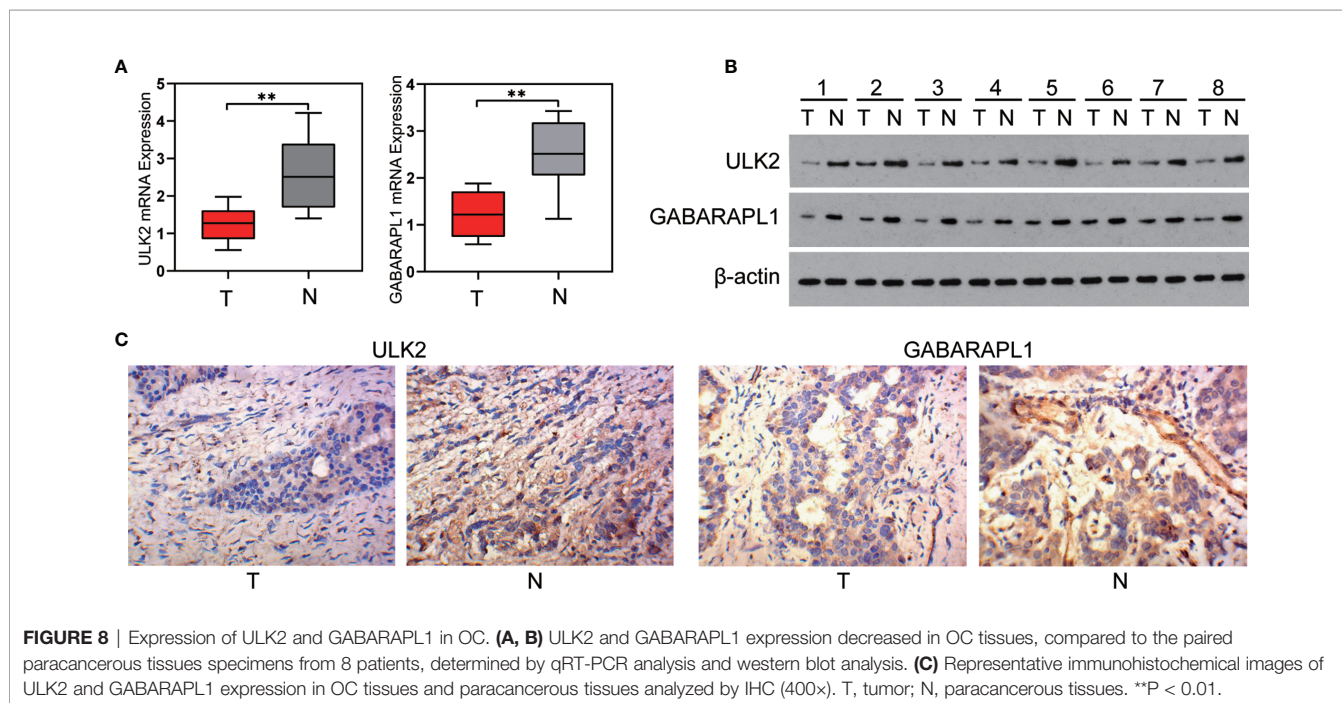 A
ULK2 mRNA Expression
5
4
3
2
1
0
**
T
N
GABARAPL1 mRNA Expression
4
3
2
1
0
**
T
N
B
1 2 3 4 5 6 7 8
T N T N T N T N T N T N T N T N
ULK2
GABARAPL1
β-actin
C
ULK2
GABARAPL1
T
N
T
N
FIGURE 8 | Expression of ULK2 and GABARAPL1 in OC. (A, B) ULK2 and GABARAPL1 expression decreased in OC tissues, compared to the paired
paracancerous tissues specimens from 8 patients, determined by qRT-PCR analysis and western blot analysis. (C) Representative immunohistochemical images of
ULK2 and GABARAPL1 expression in OC tissues and paracancerous tissues analyzed by IHC (400×). T, tumor; N, paracancerous tissues. **P < 0.01.